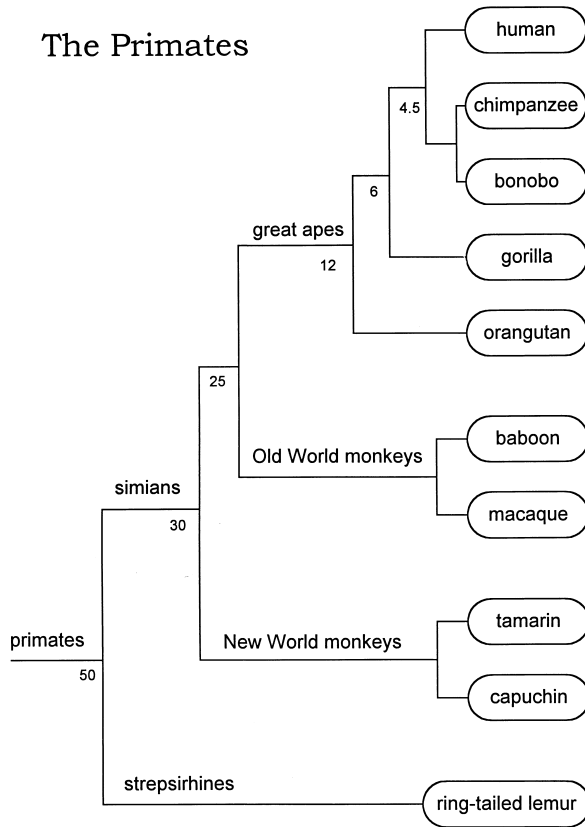 The Primates
human
4.5
chimpanzee
bonobo
6
great apes
12
gorilla
orangutan
25
Old World monkeys
baboon
macaque
simians
30
primates
50
New World monkeys
tamarin
capuchin
strepsirhines
ring-tailed lemur